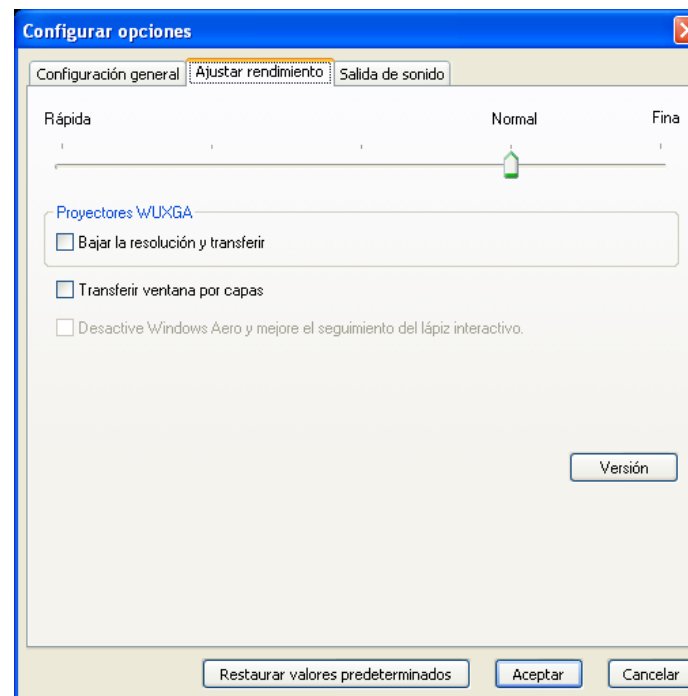 Configurar opciones
Configuración general Ajustar rendimiento Salida de sonido
Rápida Normal Fina
Proyectores WUXGA
Bajar la resolución y transferir
Transferir ventana por capas
Desactive Windows Aero y mejore el seguimiento del lápiz interactivo.
Versión
Restaurar valores predeterminados Aceptar Cancelar